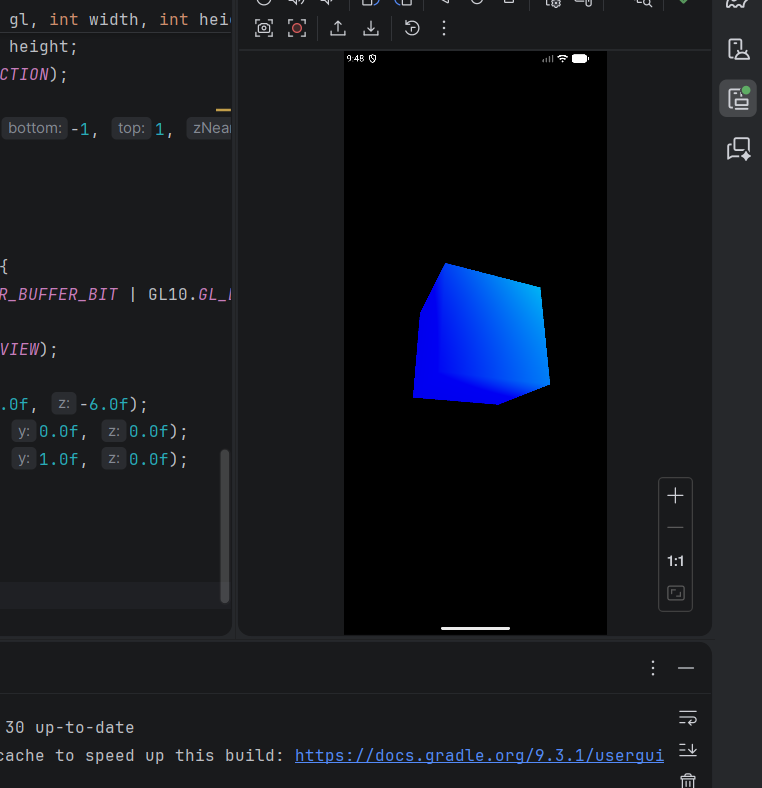 gl, int width, int hei
height;
CTION);
bottom: -1, top: 1, zNea
{
R_BUFFER_BIT | GL10.GL_
VIEW);
.0f, z: -6.0f);
y: 0.0f, z: 0.0f);
y: 1.0f, z: 0.0f);
9:48
1:1
30 up-to-date
cache to speed up this build: https://docs.gradle.org/9.3.1/usergui